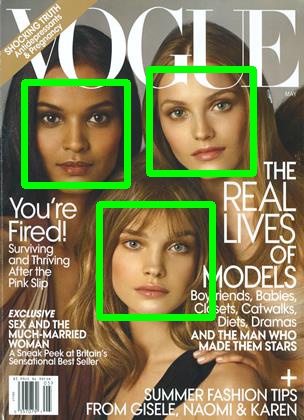 VOGUE
SHOCKING TRUTH
Antidepressants
& Pregnancy
MAY
THE
REAL
LIVES
OF
MODELS
Boyfriends, Babies,
Closets, Catwalks,
Diets, Dramas
AND THE MAN WHO
MADE THEM STARS
You're
Fired!
Surviving
and Thriving
After the
Pink Slip
EXCLUSIVE
SEX AND THE
MUCH-MARRIED
WOMAN
A Sneak Peek at Britain's
Sensational Best Seller
+
SUMMER FASHION TIPS
FROM GISELE, NAOMI & KAREN